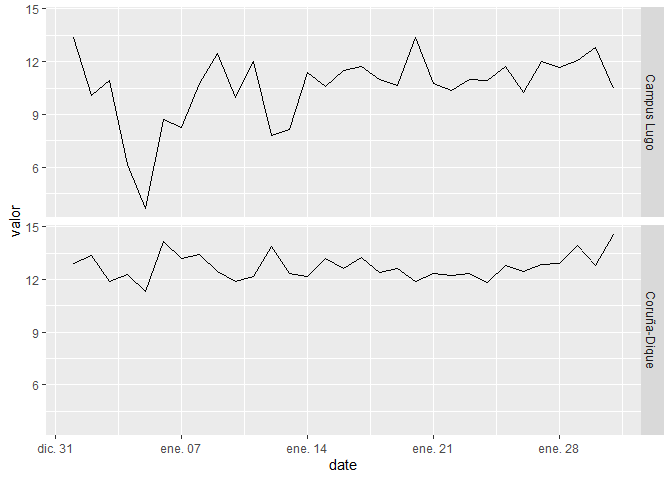 15
12
9
6
Campus Lugo
valor
15
12
9
6
Coruña-Dique
dic. 31
ene. 07
ene. 14
ene. 21
ene. 28
date